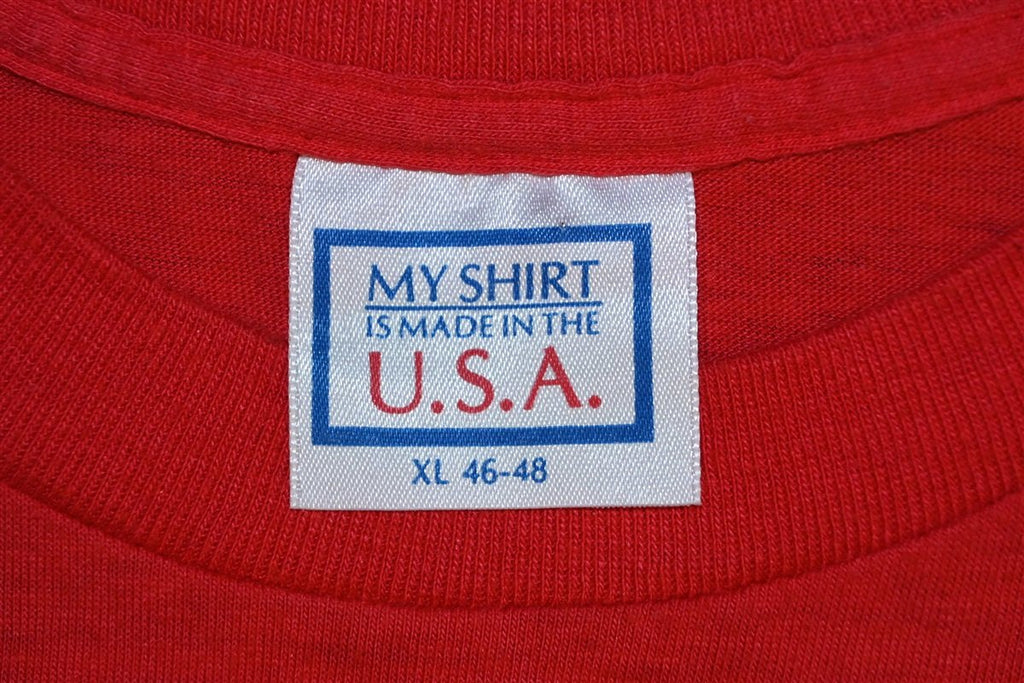 MY SHIRT
IS MADE IN THE
U.S.A.
XL 46-48